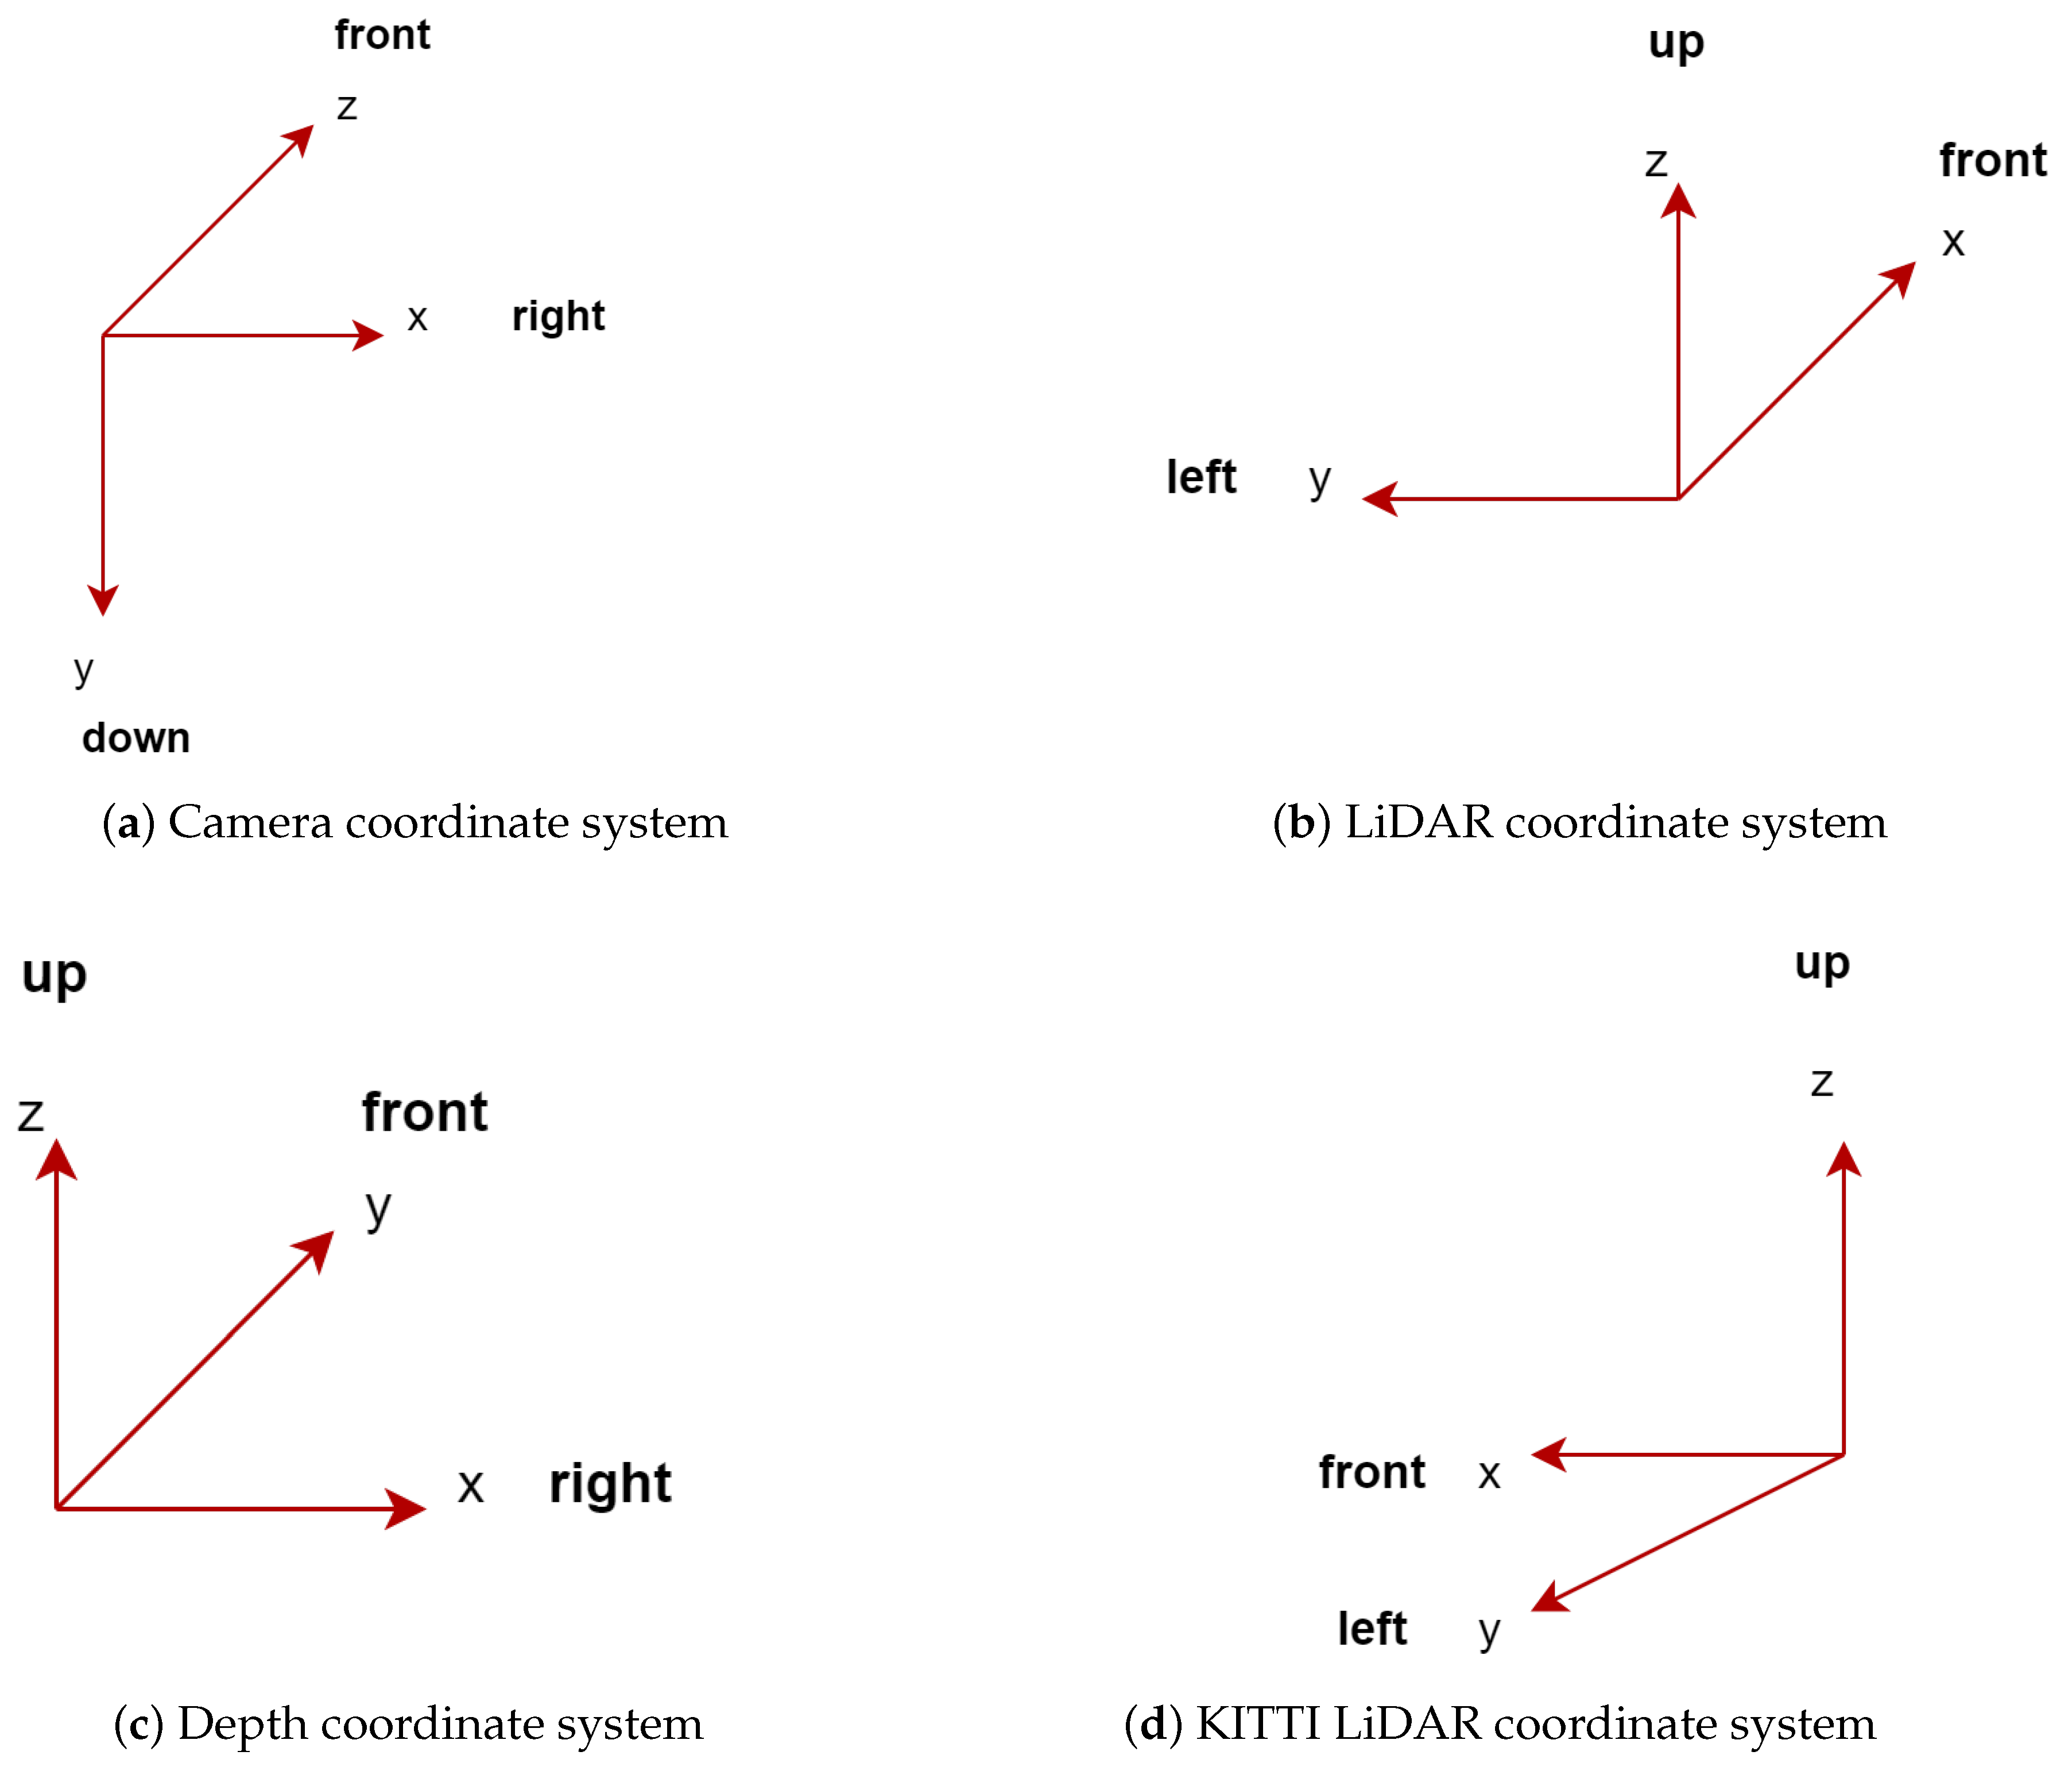 front
z
x right
y
down
(a) Camera coordinate system
up
z
front
x
left y
(b) LiDAR coordinate system
up
z
front
y
x right
(c) Depth coordinate system
up
z
front x
left y
(d) KITTI LiDAR coordinate system